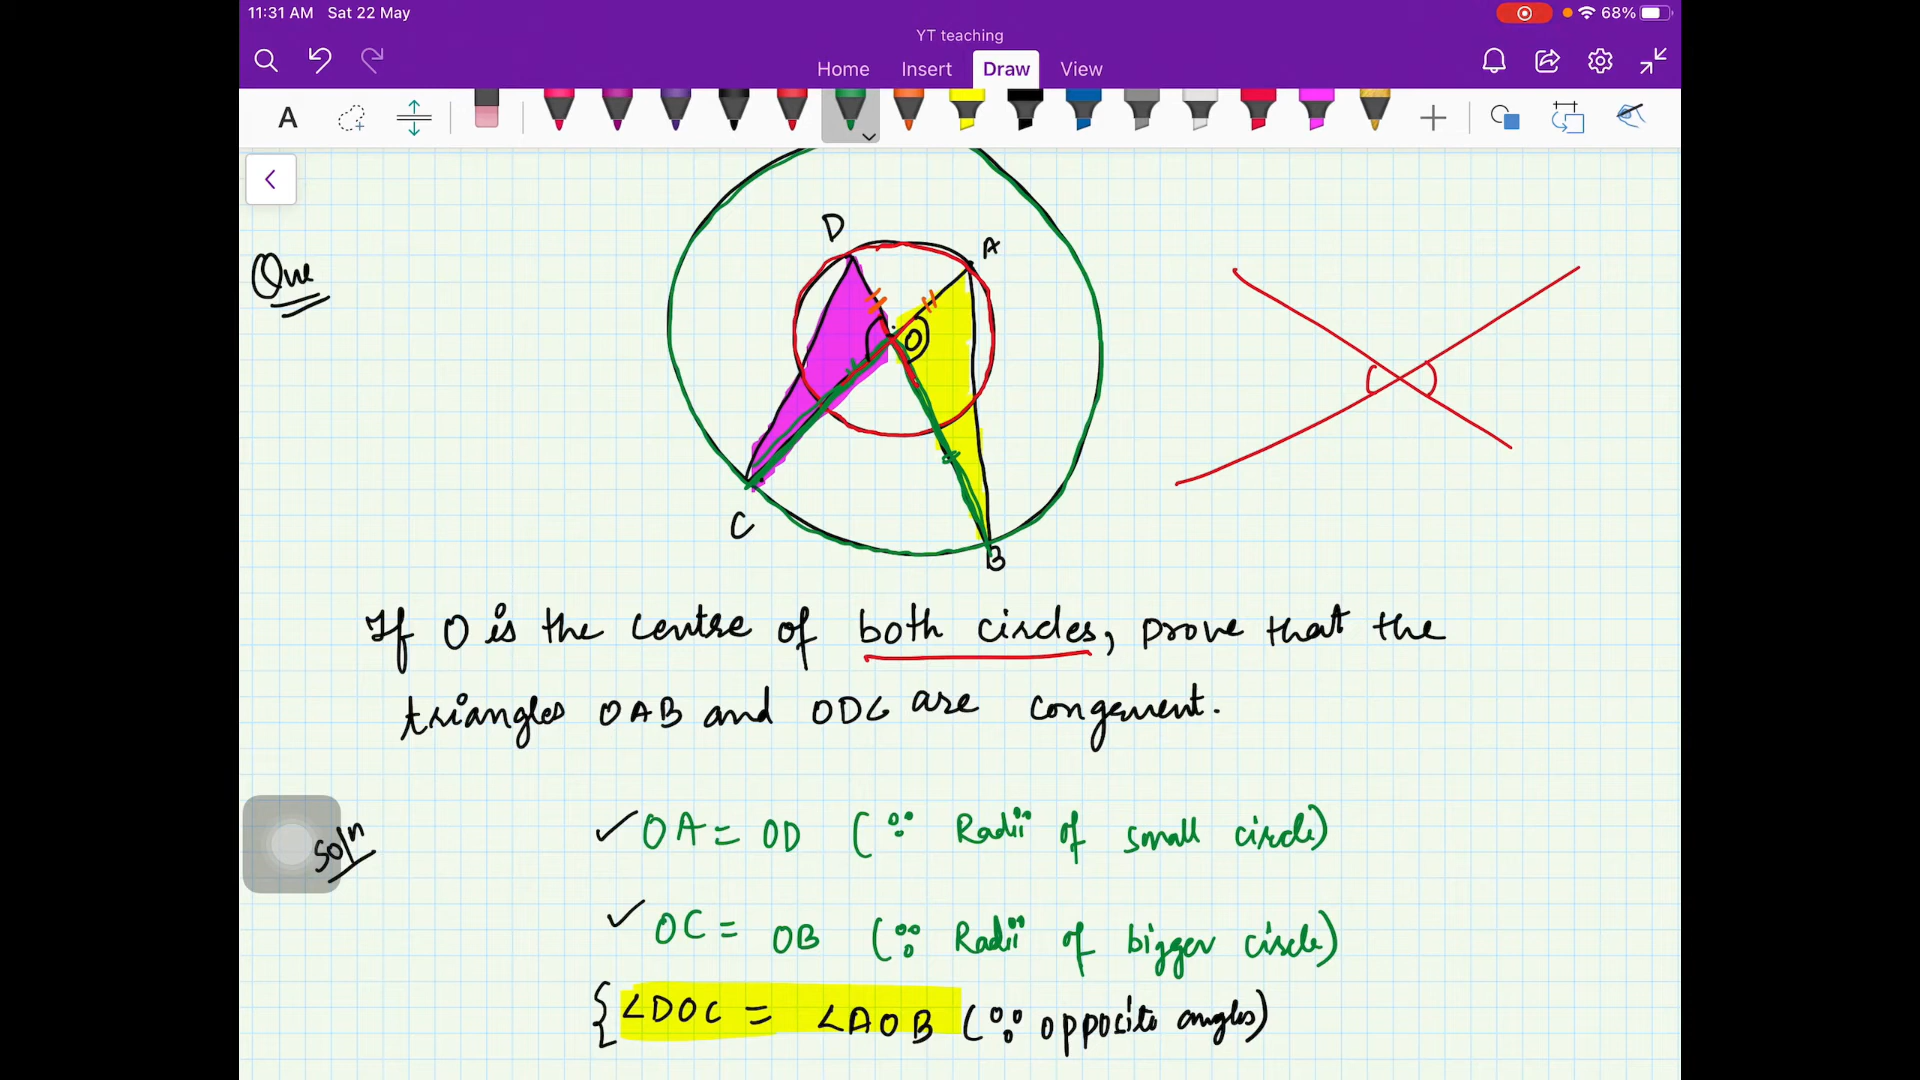 11:31 AM Sat 22 May
68%
YT teaching
Home Insert Draw View
A
Que
D
A
O
C
B
If O is the centre of both circles, prove that the
triangles OAB and ODC are congruent.
Soln
✓ OA = OD (∵ Radii of small circle)
✓ OC = OB (∵ Radii of bigger circle)
{∠DOC = ∠AOB (∵ opposite angles)